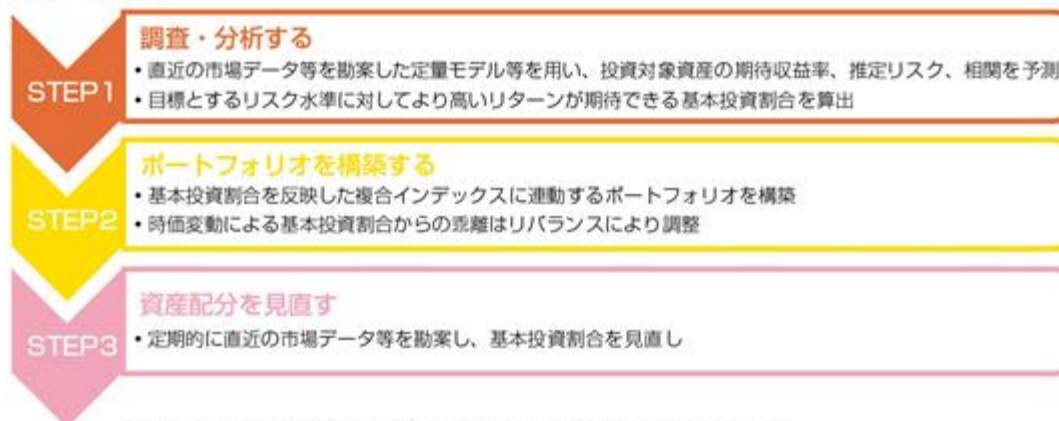 STEP1
調査・分析する
• 直近の市場データ等を勘案した定量モデル等を用い、投資対象資産の期待収益率、推定リスク、相関を予測
• 目標とするリスク水準に対してより高いリターンが期待できる基本投資割合を算出
STEP2
ポートフォリオを構築する
• 基本投資割合を反映した複合インデックスに連動するポートフォリオを構築
• 時価変動による基本投資割合からの乖離はリバランスにより調整
STEP3
資産配分を見直す
• 定期的に直近の市場データ等を勘案し、基本投資割合を見直し